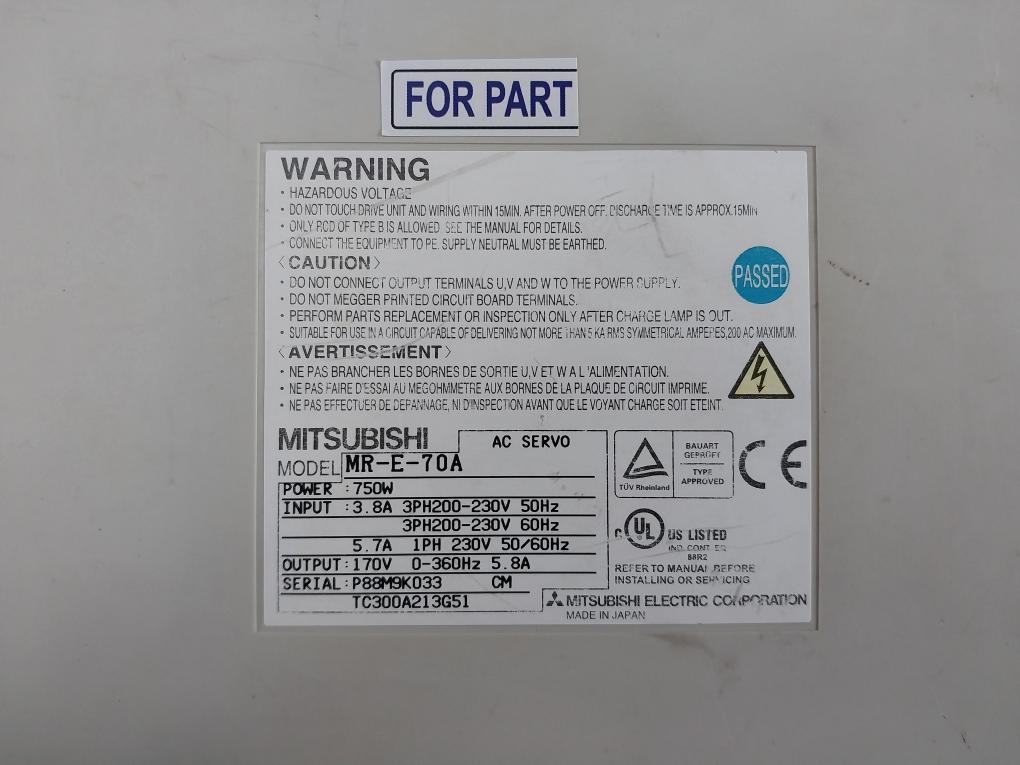 FOR PART
WARNING
• HAZARDOUS VOLTAGE
• DO NOT TOUCH DRIVE UNIT AND WIRING WITHIN 15MIN. AFTER POWER OFF. DISCHARGE TIME IS APPROX.15MIN
• ONLY RCD OF TYPE B IS ALLOWED. SEE THE MANUAL FOR DETAILS.
• CONNECT THE EQUIPMENT TO PE. SUPPLY NEUTRAL MUST BE EARTHED.
〈CAUTION〉
• DO NOT CONNECT OUTPUT TERMINALS U,V AND W TO THE POWER SUPPLY.
PASSED
• DO NOT MEGGER PRINTED CIRCUIT BOARD TERMINALS.
• PERFORM PARTS REPLACEMENT OR INSPECTION ONLY AFTER CHARGE LAMP IS OUT.
• SUITABLE FOR USE IN A CIRCUIT CAPABLE OF DELIVERING NOT MORE THAN 5 KA RMS SYMMETRICAL AMPERES,200 AC MAXIMUM.
〈AVERTISSEMENT〉
• NE PAS BRANCHER LES BORNES DE SORTIE U,V ET W A L'ALIMENTATION.
• NE PAS FAIRE D'ESSAI AU MEGOHMMETRE AUX BORNES DE LA PLAQUE DE CIRCUIT IMPRIME.
• NE PAS EFFECTUER DE DEPANNAGE, NI D'INSPECTION AVANT QUE LE VOYANT CHARGE SOIT ETEINT.
MITSUBISHI AC SERVO
MODEL MR-E-70A
POWER :750W
INPUT :3.8A 3PH200-230V 50Hz
3PH200-230V 60Hz
5.7A 1PH 230V 50/60Hz
OUTPUT:170V 0-360Hz 5.8A
SERIAL:P88M9K033 CM
TC300A213G51
TÜV Rheinland
BAUART
GEPRÜFT
TYPE
APPROVED
CE
C UL US LISTED
IND. CONT. EQ
88R2
REFER TO MANUAL BEFORE
INSTALLING OR SERVICING
MITSUBISHI ELECTRIC CORPORATION
MADE IN JAPAN